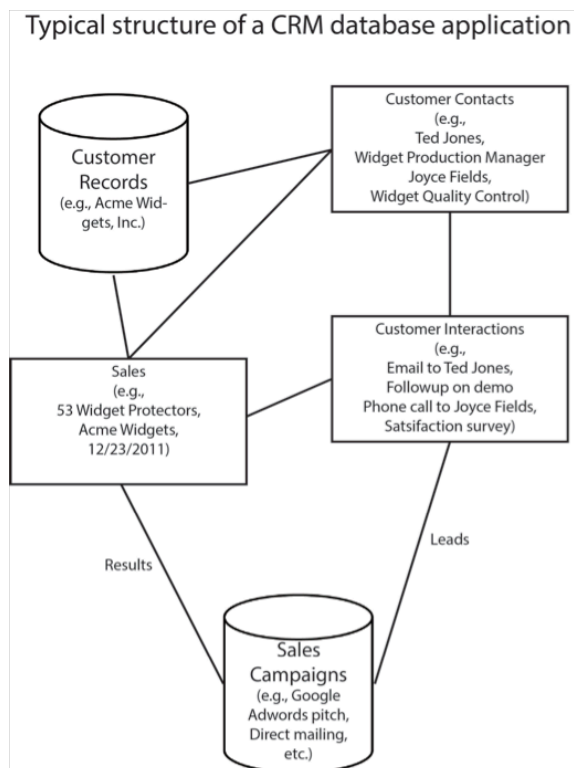 Typical structure of a CRM database application
Customer
Records
(e.g., Acme Wid-
gets, Inc.)
Customer Contacts
(e.g.,
Ted Jones,
Widget Production Manager
Joyce Fields,
Widget Quality Control)
Sales
(e.g.,
53 Widget Protectors,
Acme Widgets,
12/23/2011)
Customer Interactions
(e.g.,
Email to Ted Jones,
Followup on demo
Phone call to Joyce Fields,
Satsifaction survey)
Results
Leads
Sales
Campaigns
(e.g., Google
Adwords pitch,
Direct mailing,
etc.)